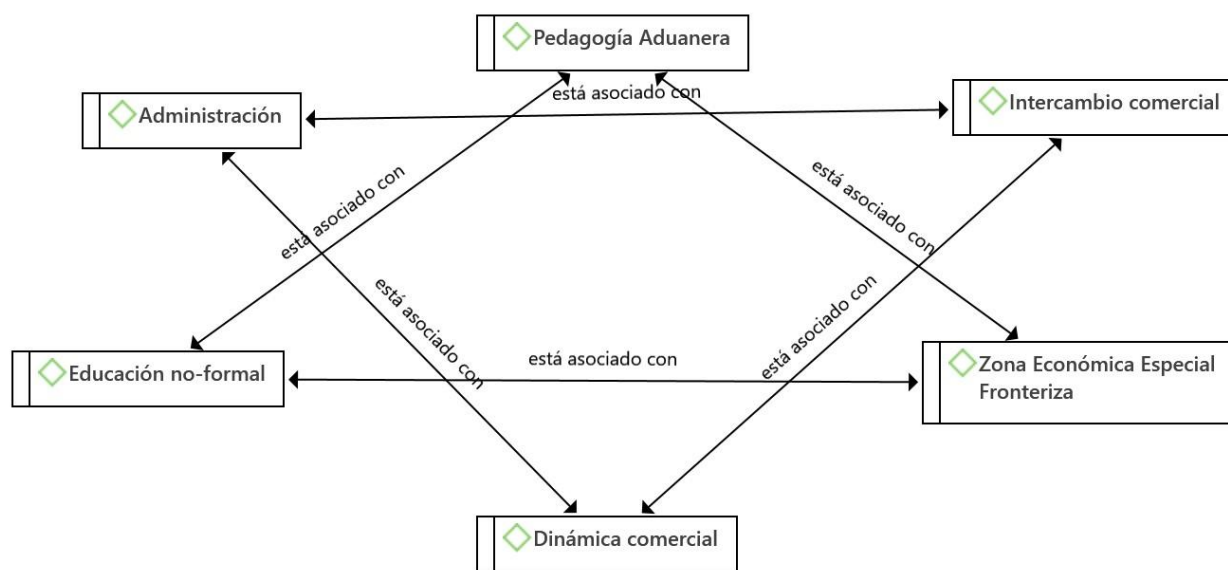 Pedagogía Aduanera
está asociado con
Administración
Intercambio comercial
está asociado con
está asociado con
está asociado con
está asociado con
Educación no-formal
está asociado con
Zona Económica Especial
Fronteriza
Dinámica comercial